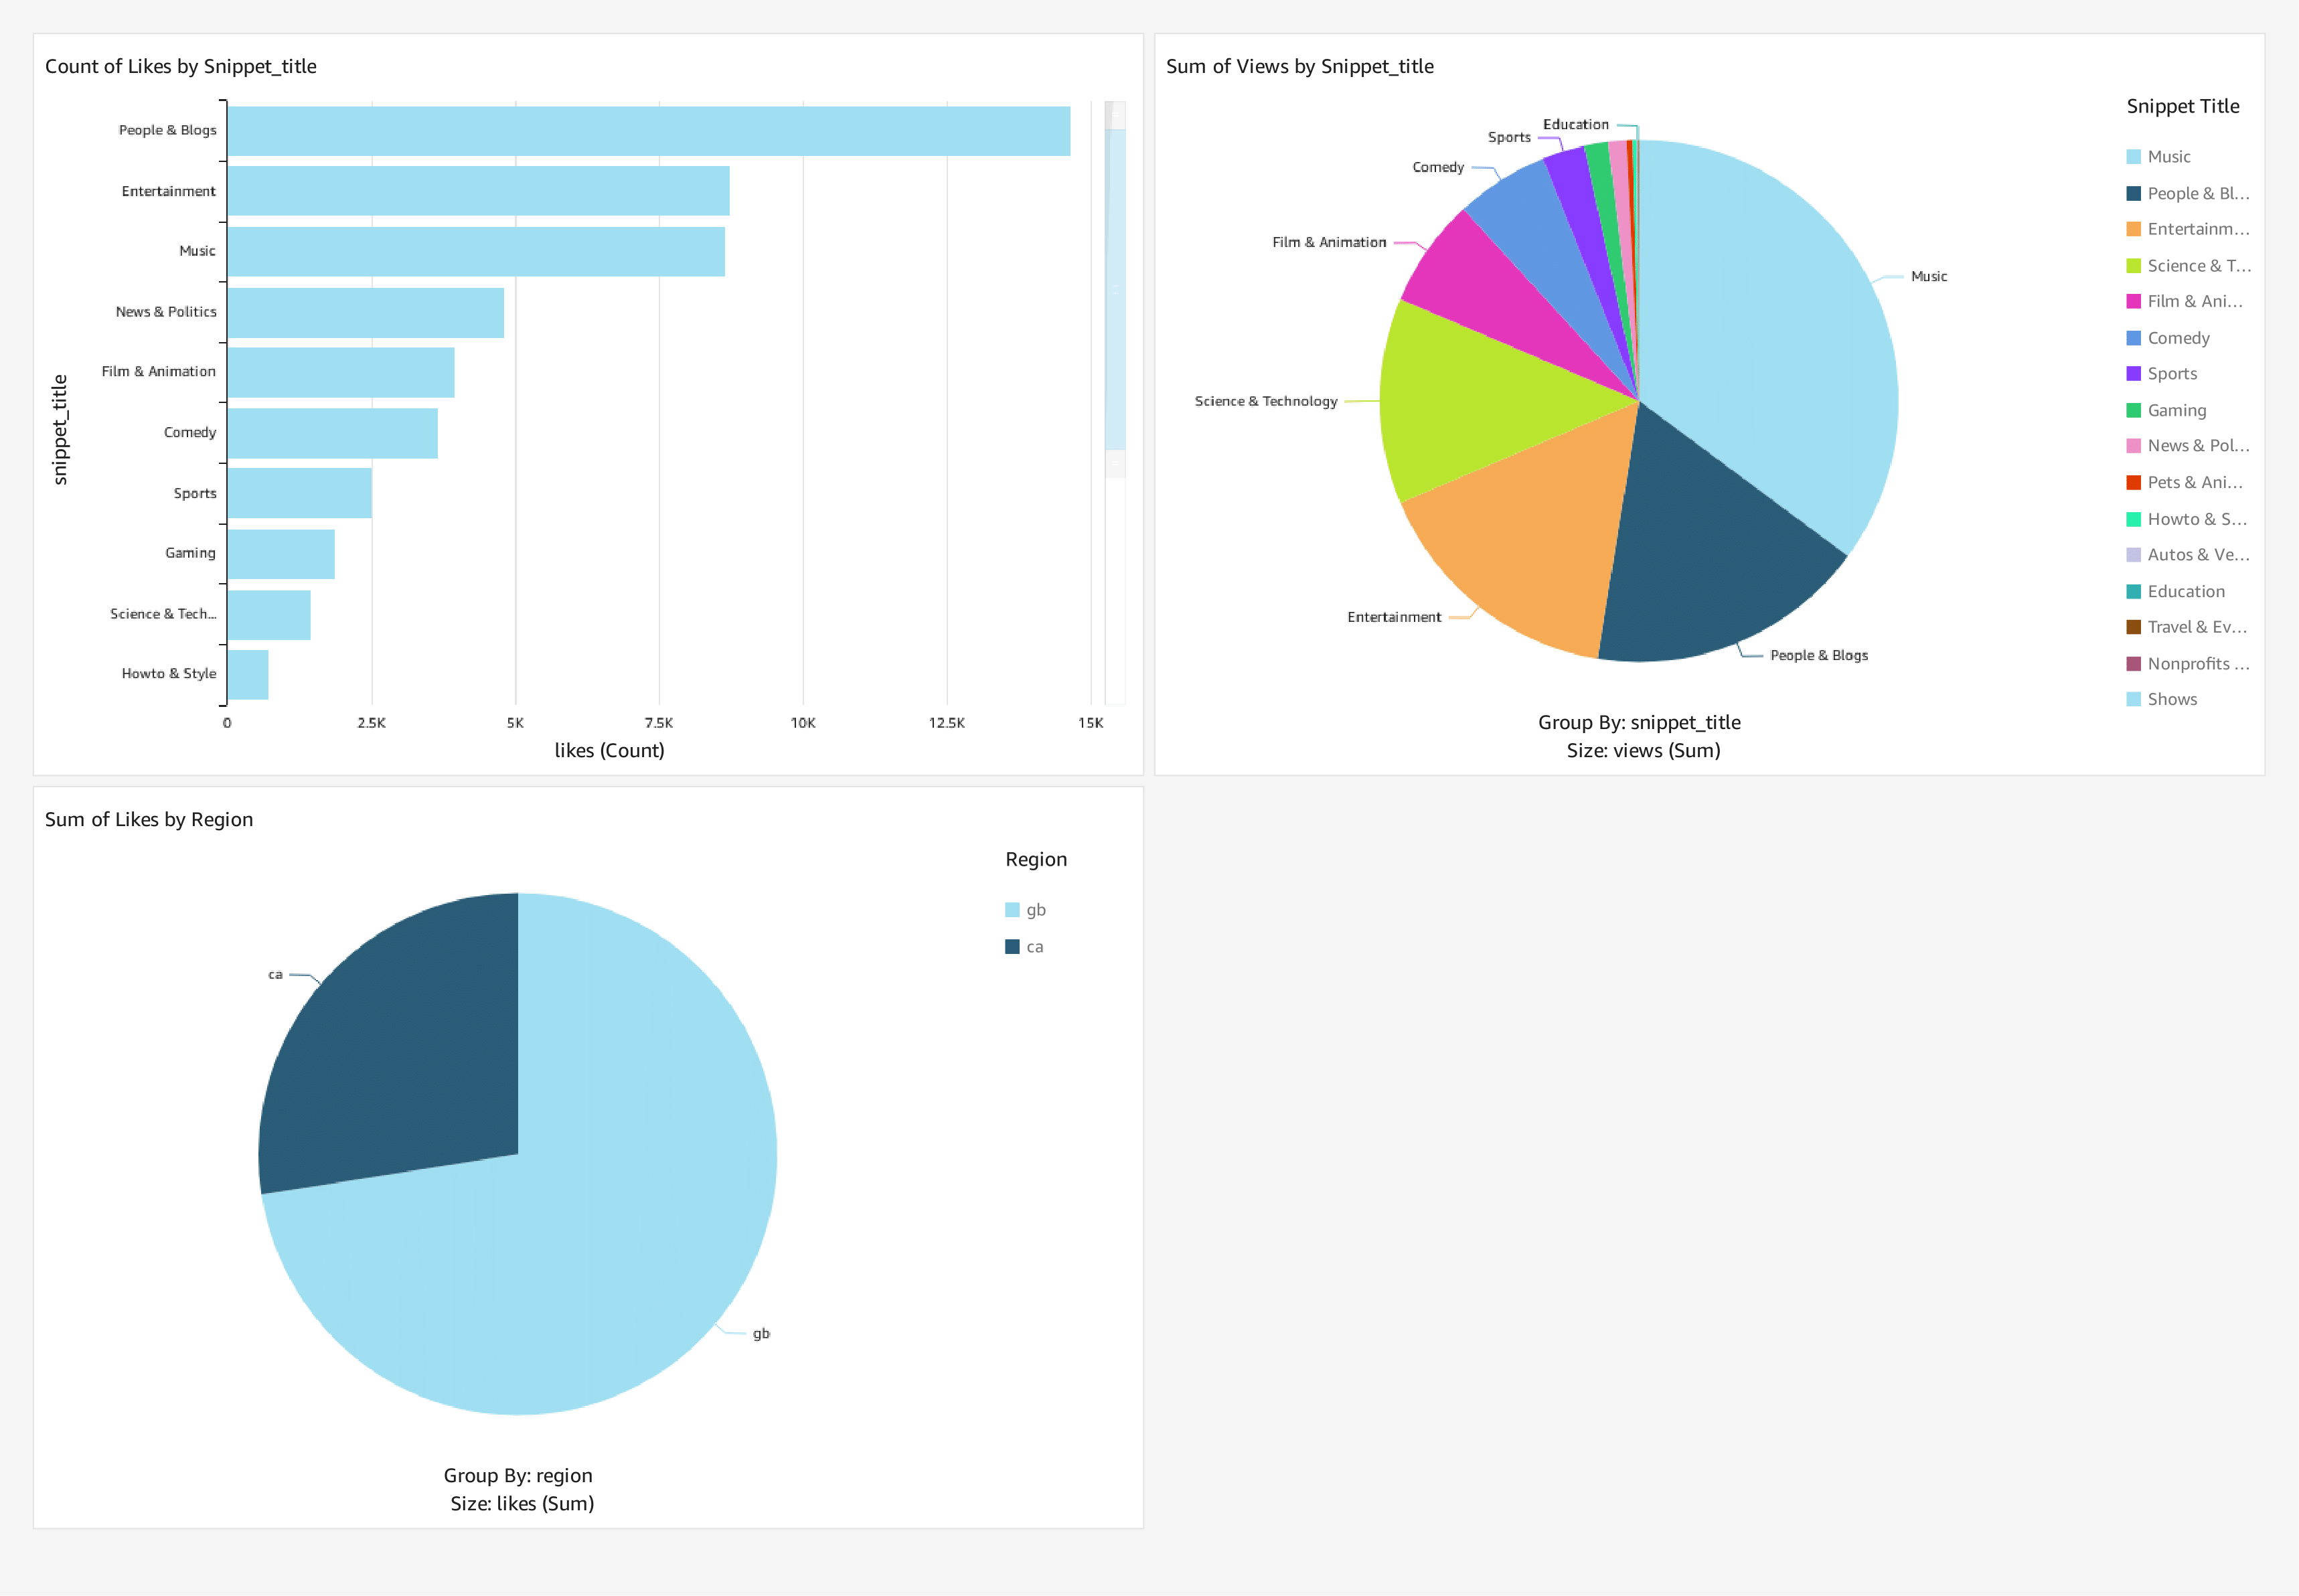 Count of Likes by Snippet_title
snippet_title
People & Blogs
Entertainment
Music
News & Politics
Film & Animation
Comedy
Sports
Gaming
Science & Tech...
Howto & Style
0 2.5K 5K 7.5K 10K 12.5K 15K
likes (Count)
Sum of Views by Snippet_title
Education
Sports
Comedy
Film & Animation
Music
Science & Technology
Entertainment
People & Blogs
Group By: snippet_title
Size: views (Sum)
Snippet Title
Music
People & Bl...
Entertainm...
Science & T...
Film & Ani...
Comedy
Sports
Gaming
News & Pol...
Pets & Ani...
Howto & S...
Autos & Ve...
Education
Travel & Ev...
Nonprofits ...
Shows
Sum of Likes by Region
Region
gb
ca
ca
gb
Group By: region
Size: likes (Sum)